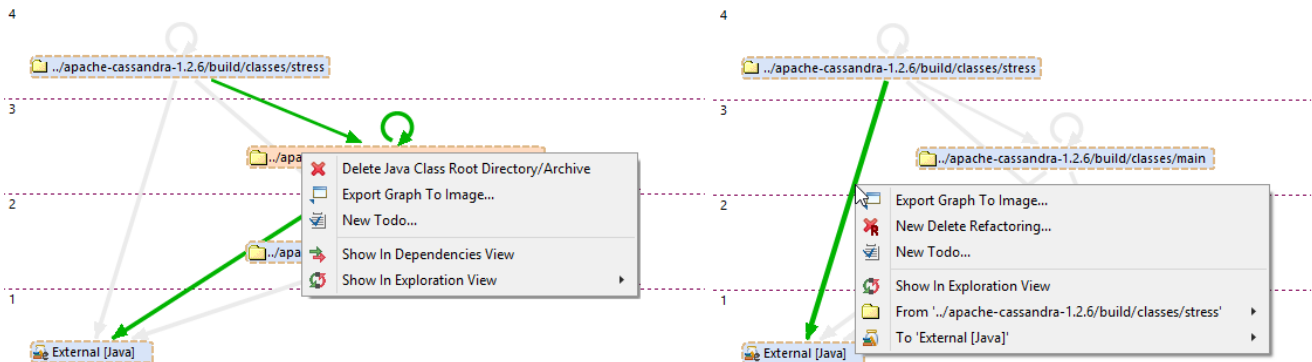 4
../apache-cassandra-1.2.6/build/classes/stress
3
../apa
Delete Java Class Root Directory/Archive
Export Graph To Image...
New Todo...
2
../apa
Show In Dependencies View
Show In Exploration View
1
External [Java]
4
../apache-cassandra-1.2.6/build/classes/stress
3
../apache-cassandra-1.2.6/build/classes/main
2
Export Graph To Image...
New Delete Refactoring...
New Todo...
Show In Exploration View
1
From '../apache-cassandra-1.2.6/build/classes/stress'
To 'External [Java]'
External [Java]